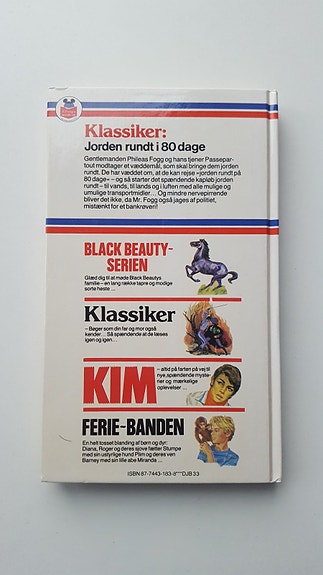 Klassiker:
Jorden rundt i 80 dage
Gentlemanden Phileas Fogg og hans tjener Passepar-
tout modtager et væddemål, som skal bringe dem jorden
rundt. De har væddet om, at de kan rejse »jorden rundt på
80 dage« – og så starter det spændende kapløb jorden
rundt – til vands, til lands og i luften med alle mulige og
umulige transportmidler... Og mindre nervepirrende
bliver det ikke, da Mr. Fogg også jages af politiet,
mistænkt for et bankrøveri!
BLACK BEAUTY-
SERIEN
Glæd dig til at møde Black Beautys
familie – en lang række tapre og modige
sorte heste ...
Klassiker
– Bøger som din far og mor også
kender... Så spændende at de læses
igen og igen...
KIM
– altid på farten på vej til
nye, spændende myste-
rier og mærkelige
oplevelser ...
FERIE-BANDEN
En helt tosset blanding af børn og dyr:
Diana, Roger og deres sjove fætter Stumpe
med sin ustyrlige hund Plim og deres ven
Barney med sin lille abe Miranda ...
ISBN 87-7443-183-8***DJB 33